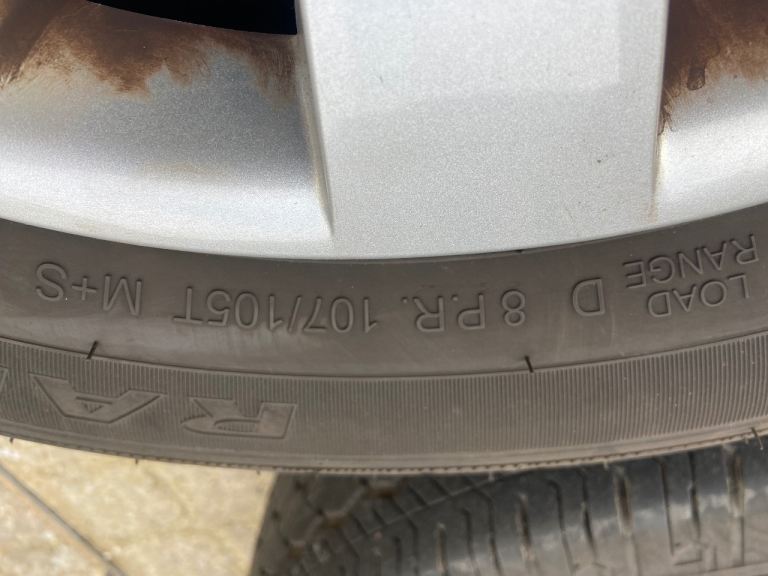 LOAD
RANGE D 8 P.R. 107/105T M+S